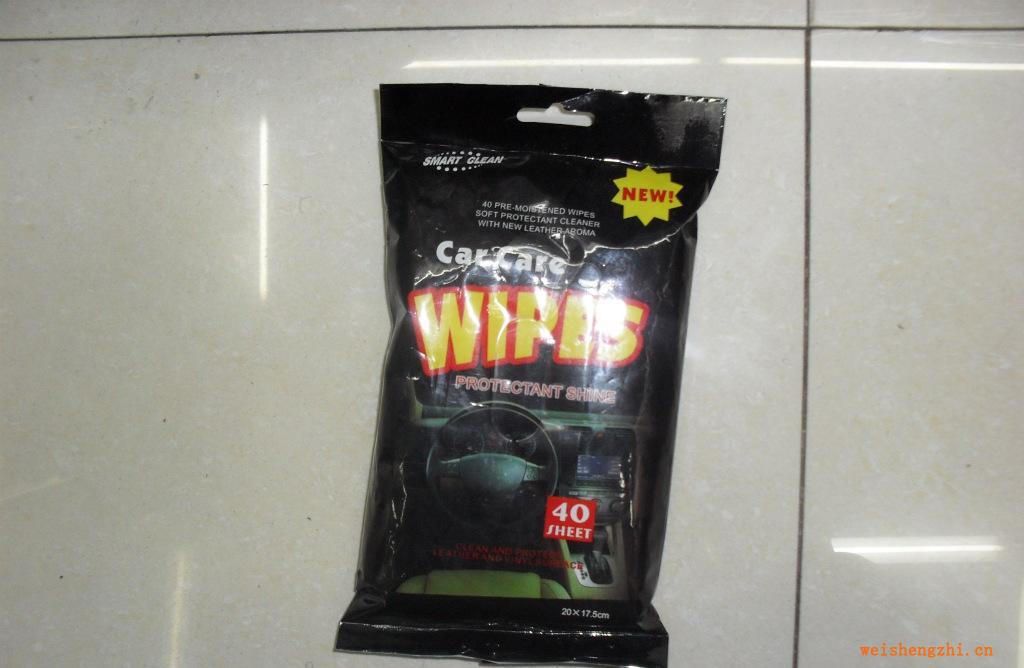 SMART CLEAN
NEW!
40 PRE-MOISTENED WIPES
SOFT PROTECTANT CLEANER
WITH NEW LEATHER AROMA
Car Care
WIPES
PROTECTANT SHINE
40
SHEET
CLEAN AND PROTECT
LEATHER AND VINYL SURFACE
20×17.5cm
weishengzhi.cn